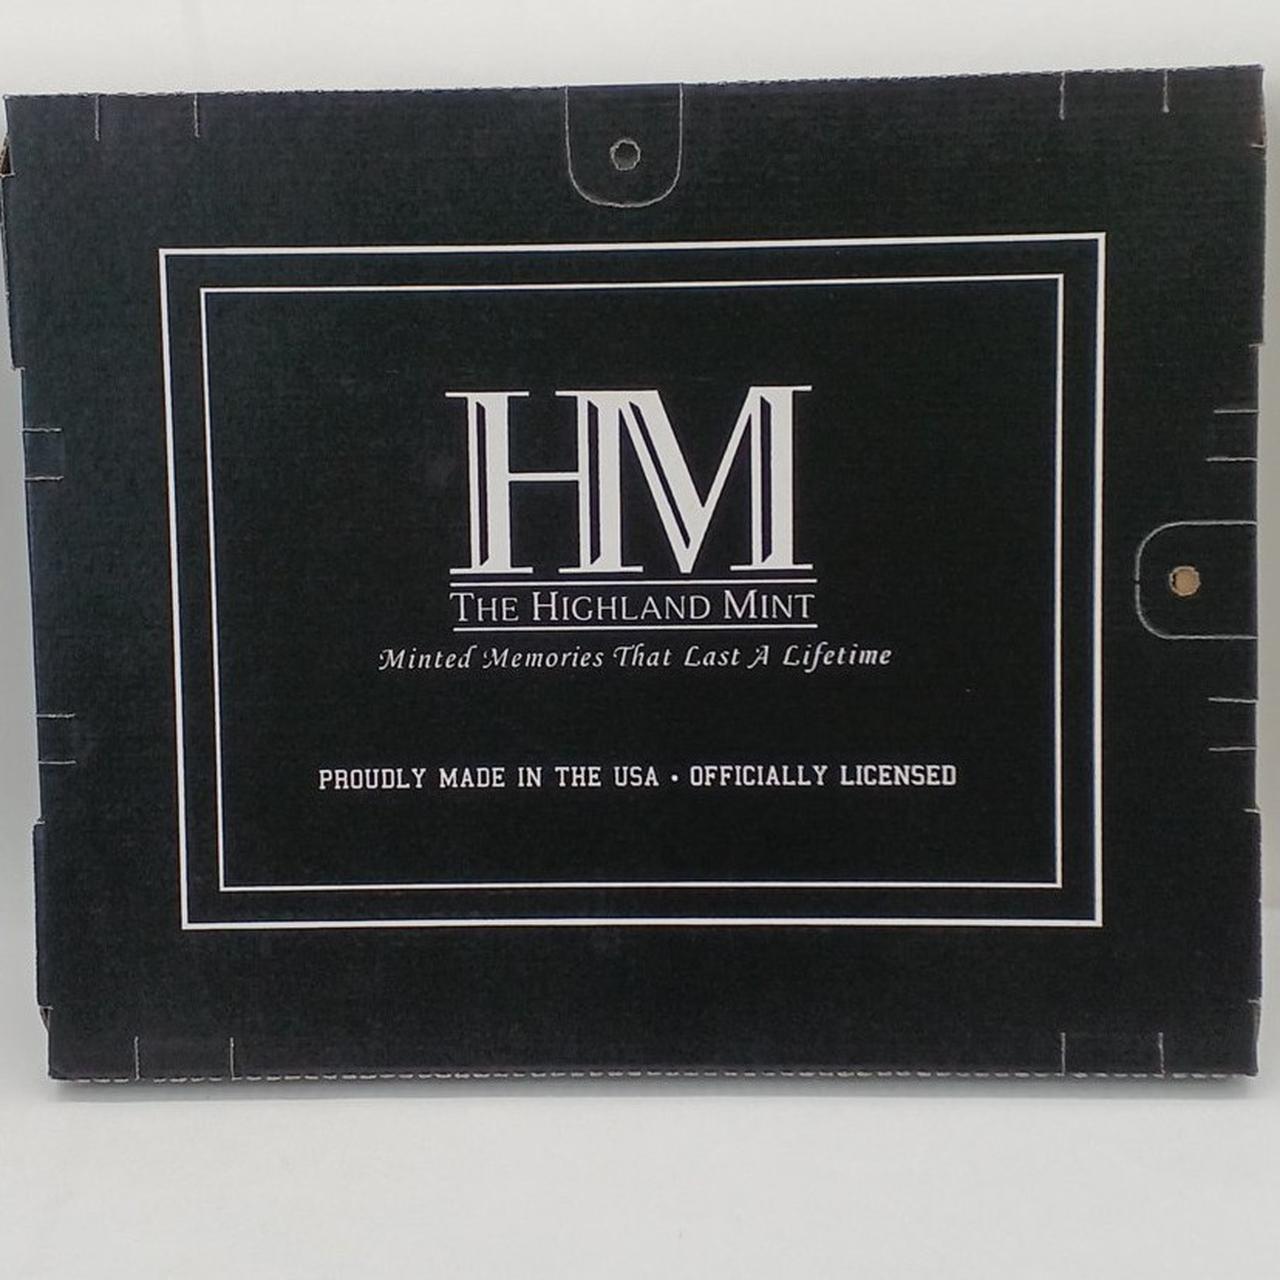 HM
THE HIGHLAND MINT
Minted Memories That Last A Lifetime
PROUDLY MADE IN THE USA • OFFICIALLY LICENSED